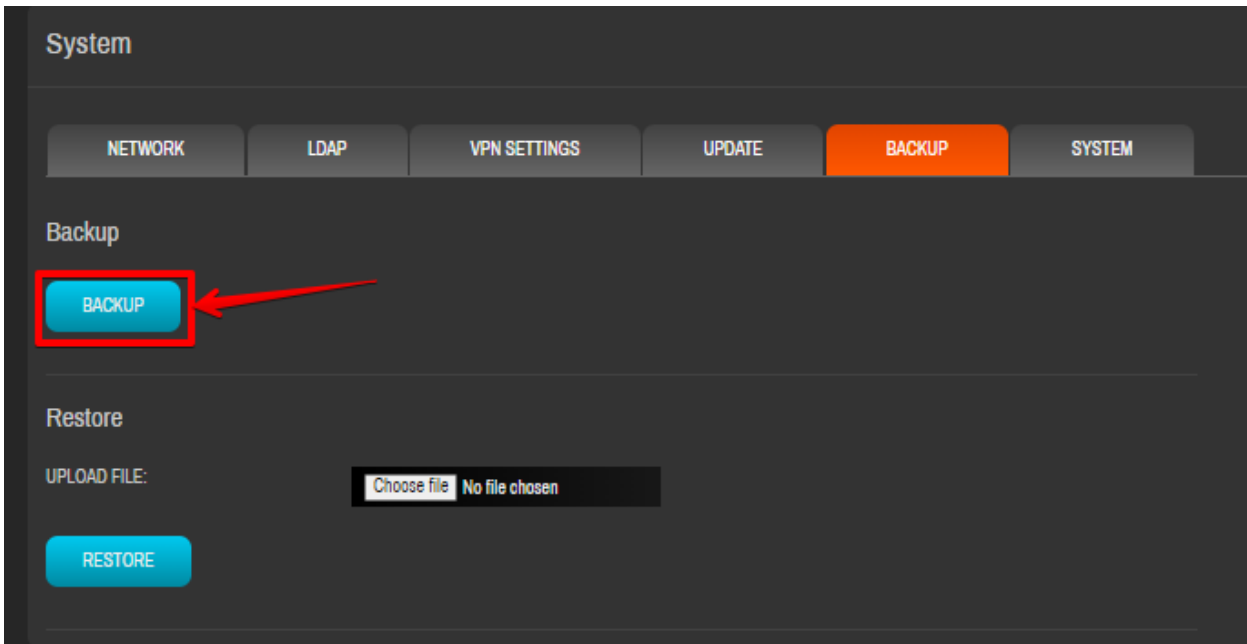 System
NETWORK LDAP VPN SETTINGS UPDATE BACKUP SYSTEM
Backup
BACKUP
Restore
UPLOAD FILE: Choose file No file chosen
RESTORE